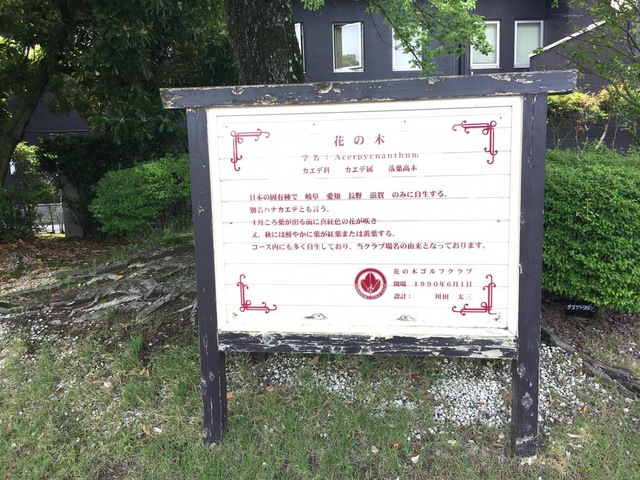 花の木
学名：Acerpycnanthnm
カエデ科 カエデ属 落葉高木
日本の固有種で 岐阜 愛知 長野 滋賀 のみに自生する。
別名ハナカエデとも言う。
4月ころ葉が出る前に真紅色の花が咲き
又、秋には鮮やかに葉が紅葉または黄葉する。
コース内にも多く自生しており、当クラブ場名の由来となっております。
花の木ゴルフクラブ
開場 1990年6月1日
設計： 川田 太三